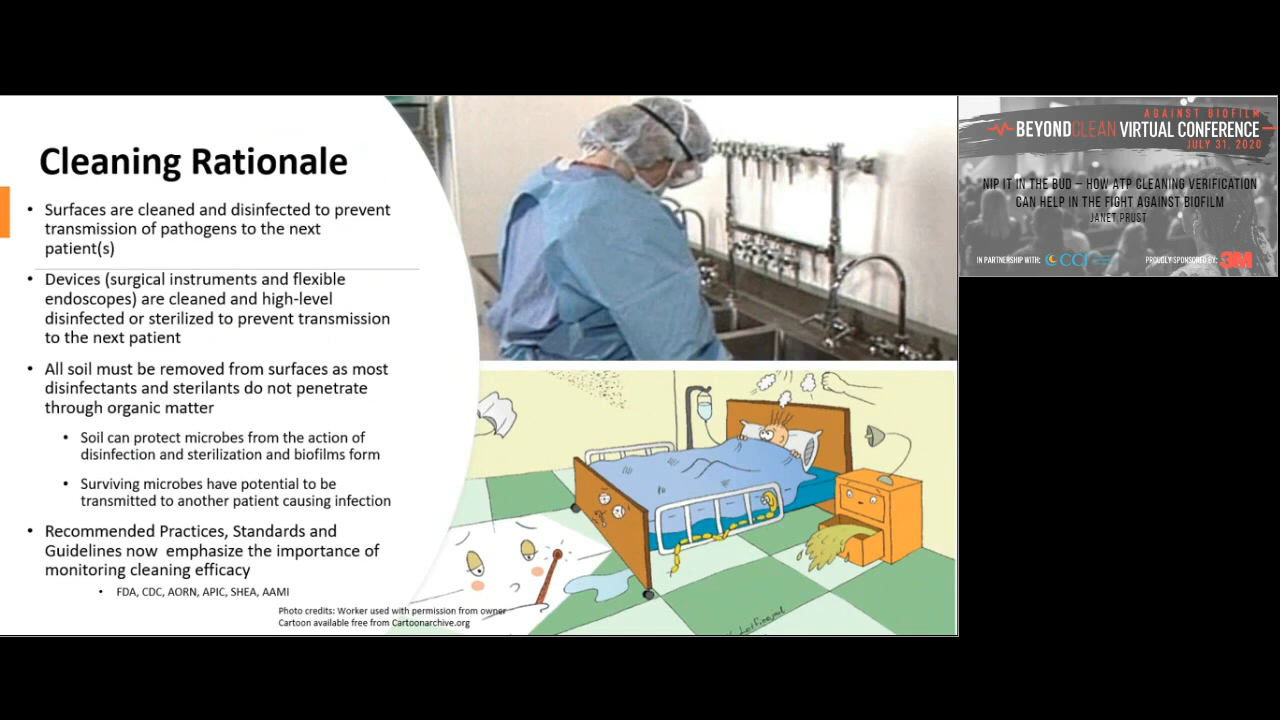 Cleaning Rationale
• Surfaces are cleaned and disinfected to prevent
transmission of pathogens to the next
patient(s)
• Devices (surgical instruments and flexible
endoscopes) are cleaned and high-level
disinfected or sterilized to prevent transmission
to the next patient
• All soil must be removed from surfaces as most
disinfectants and sterilants do not penetrate
through organic matter
• Soil can protect microbes from the action of
disinfection and sterilization and biofilms form
• Surviving microbes have potential to be
transmitted to another patient causing infection
• Recommended Practices, Standards and
Guidelines now emphasize the importance of
monitoring cleaning efficacy
• FDA, CDC, AORN, APIC, SHEA, AAMI
Photo credits: Worker used with permission from owner
Cartoon available free from Cartoonarchive.org
AGAINST BIOFILM
BEYONDCLEAN VIRTUAL CONFERENCE
JULY 31, 2020
NIP IT IN THE BUD – HOW ATP CLEANING VERIFICATION
CAN HELP IN THE FIGHT AGAINST BIOFILM
JANET PRUST
IN PARTNERSHIP WITH: CCI
PROUDLY SPONSORED BY: 3M